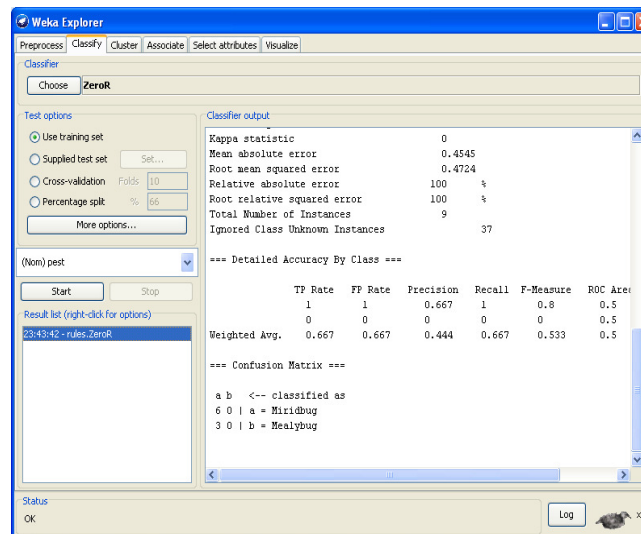 Weka Explorer
Preprocess Classify Cluster Associate Select attributes Visualize
Classifier
Choose ZeroR
Test options
Use training set
Supplied test set Set...
Cross-validation Folds 10
Percentage split % 66
More options...
(Nom) pest
Start Stop
Result list (right-click for options)
23:43:42 - rules.ZeroR
Classifier output
Kappa statistic 0
Mean absolute error 0.4545
Root mean squared error 0.4724
Relative absolute error 100 %
Root relative squared error 100 %
Total Number of Instances 9
Ignored Class Unknown Instances 37
=== Detailed Accuracy By Class ===
TP Rate FP Rate Precision Recall F-Measure ROC Area
1 1 0.667 1 0.8 0.5
0 0 0 0 0 0.5
Weighted Avg. 0.667 0.667 0.444 0.667 0.533 0.5
=== Confusion Matrix ===
a b <-- classified as
6 0 | a = Miridbug
3 0 | b = Mealybug
Status
OK
Log
x